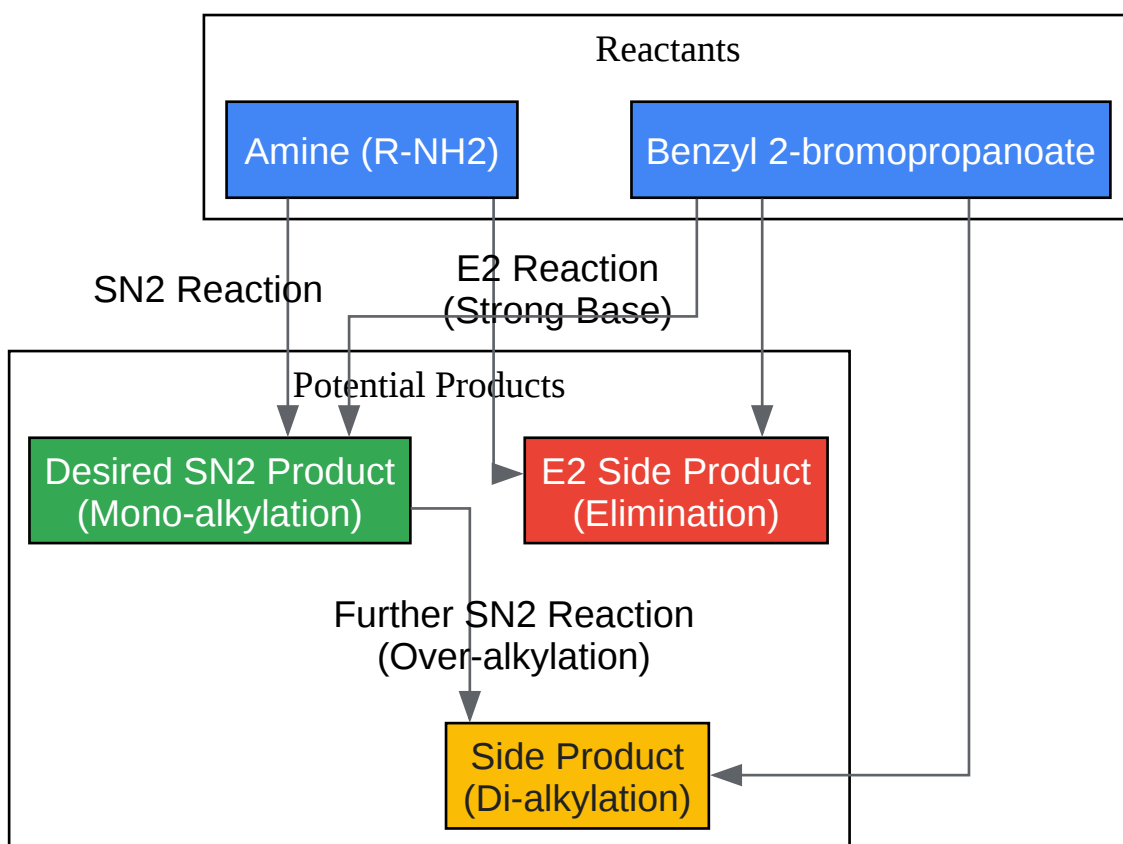 Reactants
Amine (R-NH2)
Benzyl 2-bromopropanoate
SN2 Reaction
E2 Reaction
(Strong Base)
Potential Products
Desired SN2 Product
(Mono-alkylation)
E2 Side Product
(Elimination)
Further SN2 Reaction
(Over-alkylation)
Side Product
(Di-alkylation)